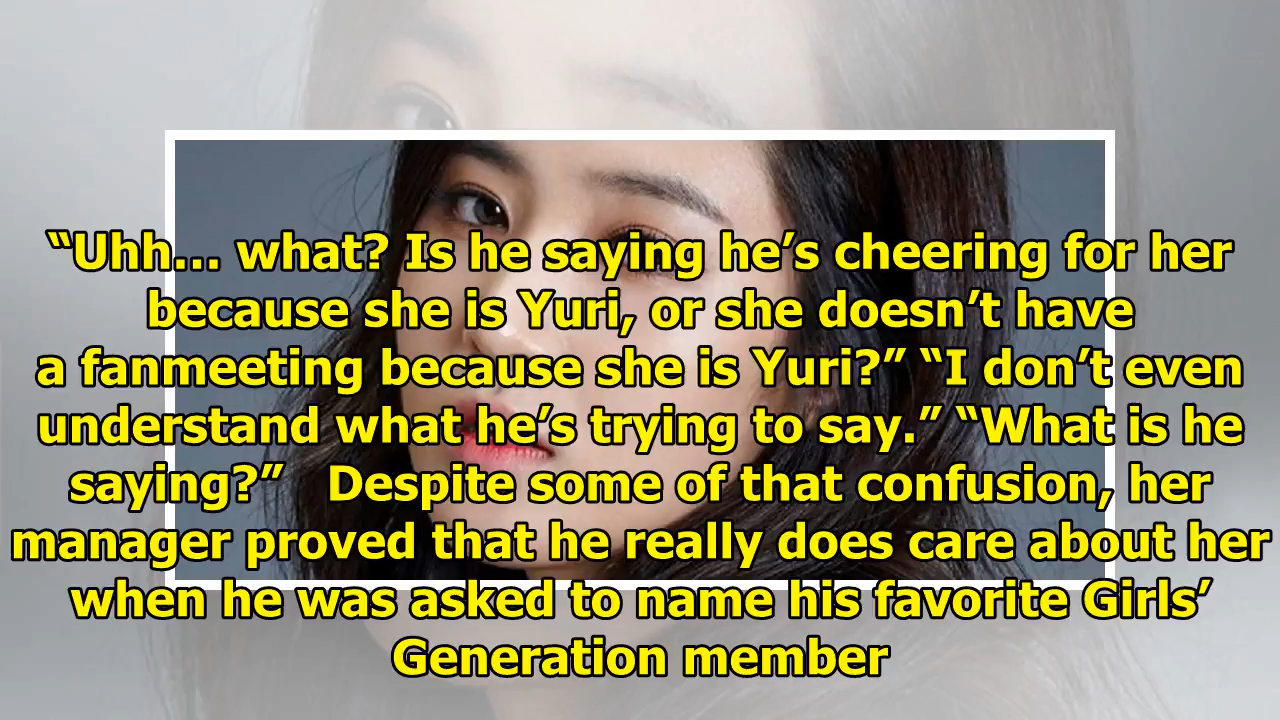 “Uhh... what? Is he saying he’s cheering for her
because she is Yuri, or she doesn’t have
a fanmeeting because she is Yuri?” “I don’t even
understand what he’s trying to say.” “What is he
saying?”   Despite some of that confusion, her
manager proved that he really does care about her
when he was asked to name his favorite Girls’
Generation member